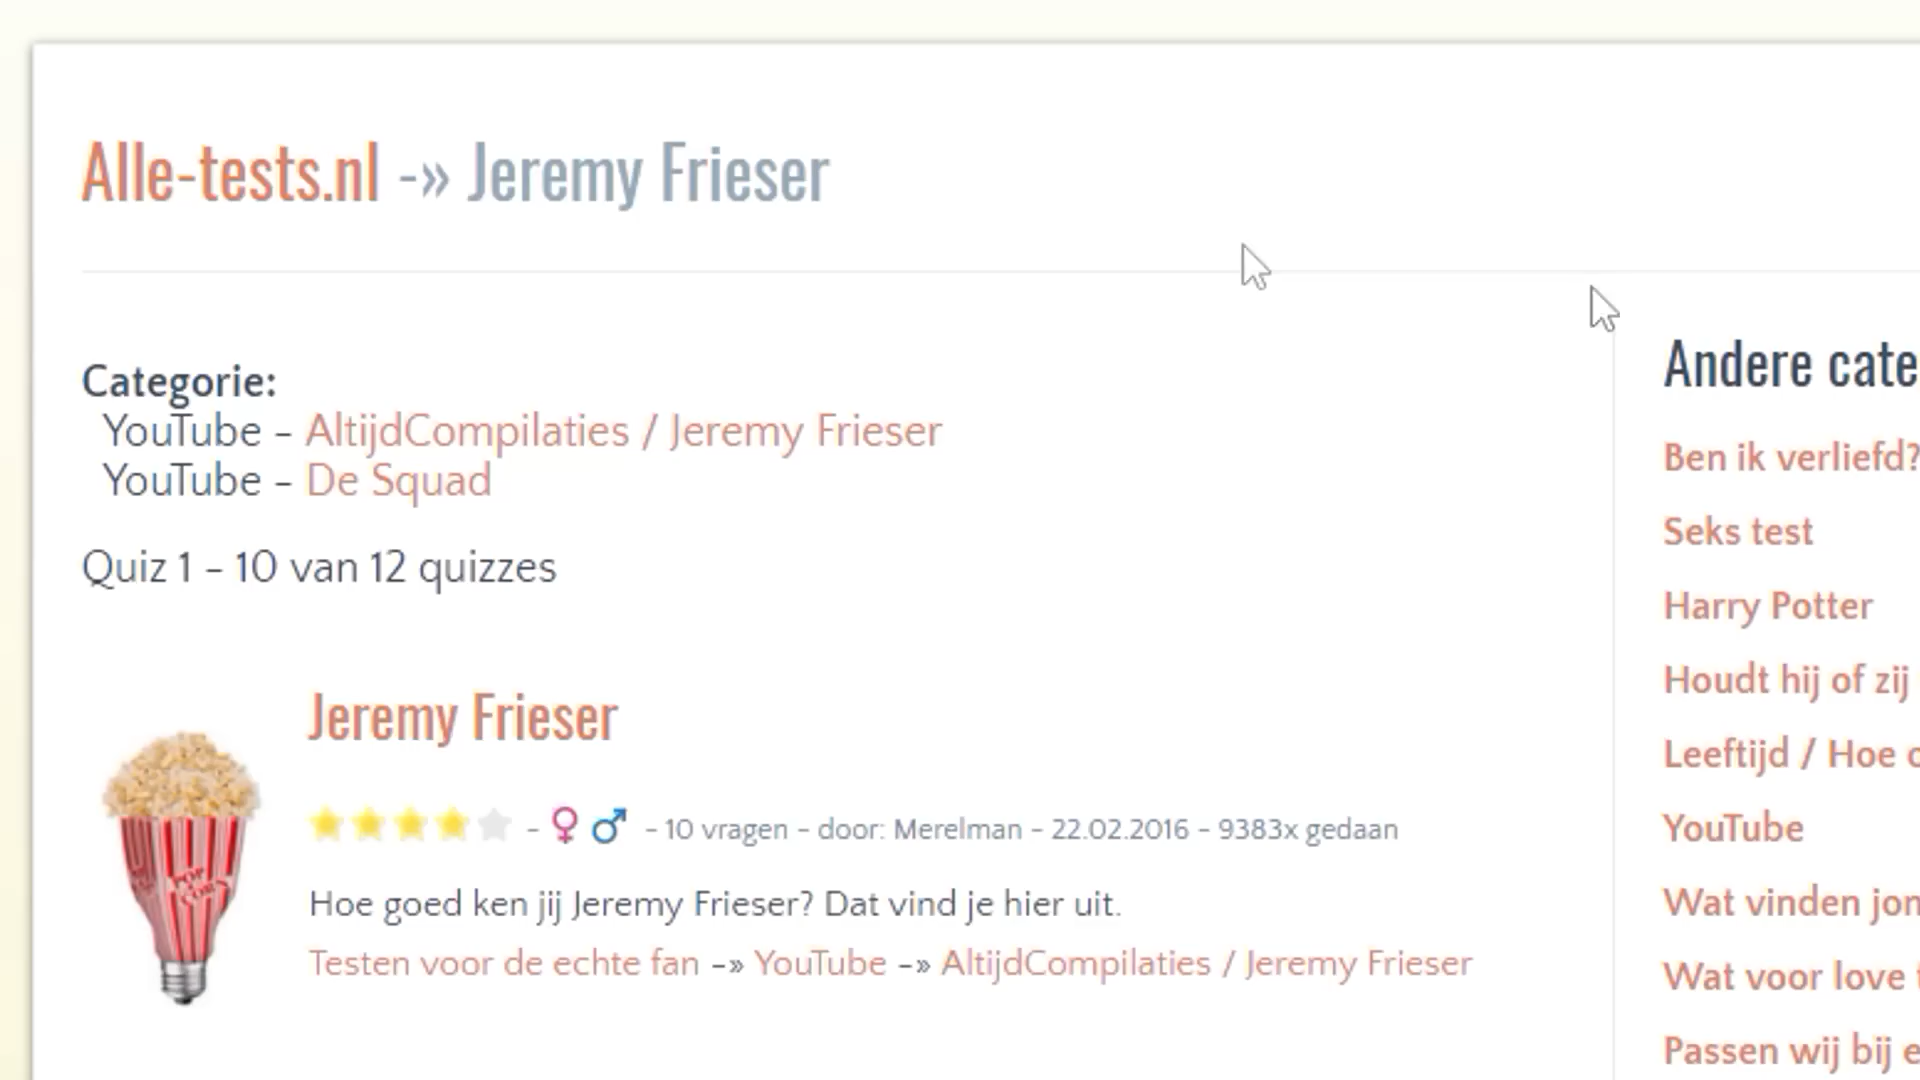 Alle-tests.nl -» Jeremy Frieser
Categorie:
YouTube - AltijdCompilaties / Jeremy Frieser
YouTube - De Squad
Quiz 1 - 10 van 12 quizzes
Jeremy Frieser
- ♀ ♂ - 10 vragen - door: Merelman - 22.02.2016 - 9383x gedaan
Hoe goed ken jij Jeremy Frieser? Dat vind je hier uit.
Testen voor de echte fan -» YouTube -» AltijdCompilaties / Jeremy Frieser
POP CORN
Andere cate
Ben ik verliefd?
Seks test
Harry Potter
Houdt hij of zij
Leeftijd / Hoe
YouTube
Wat vinden jon
Wat voor love
Passen wij bij e